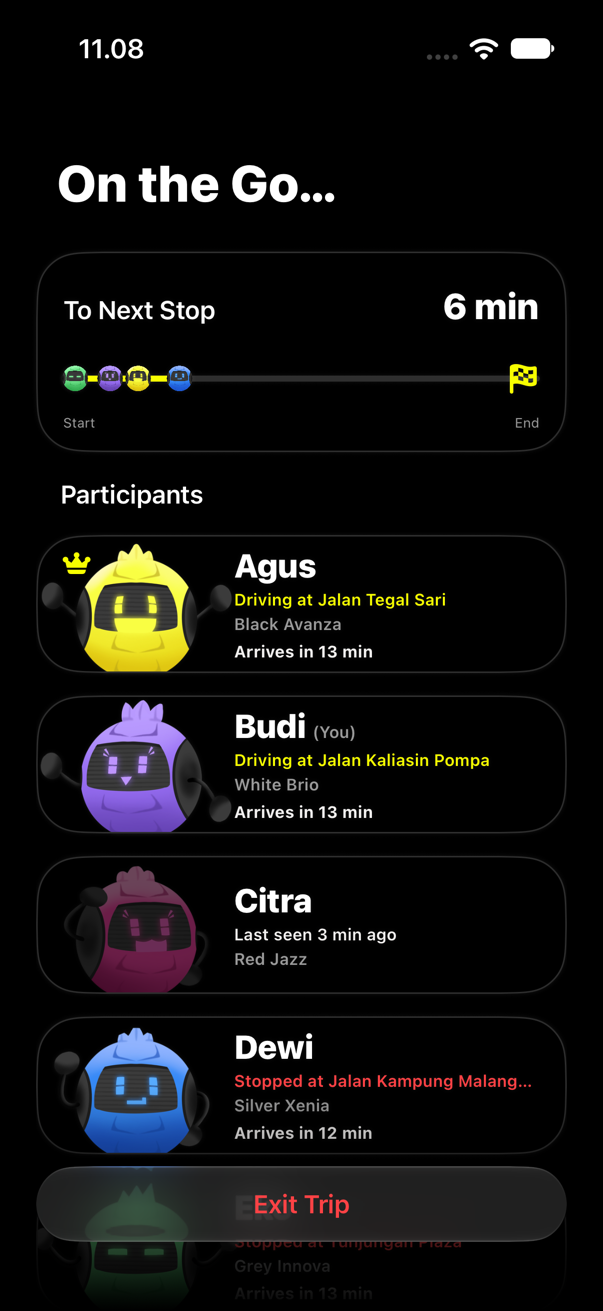 11.08
On the Go...
To Next Stop
6 min
Start
End
Participants
Agus
Driving at Jalan Tegal Sari
Black Avanza
Arrives in 13 min
Budi (You)
Driving at Jalan Kaliasin Pompa
White Brio
Arrives in 13 min
Citra
Last seen 3 min ago
Red Jazz
Dewi
Stopped at Jalan Kampung Malang...
Silver Xenia
Arrives in 12 min
Exit Trip
Stopped at Tunjungan Plaza
Grey Innova
Arrives in 13 min